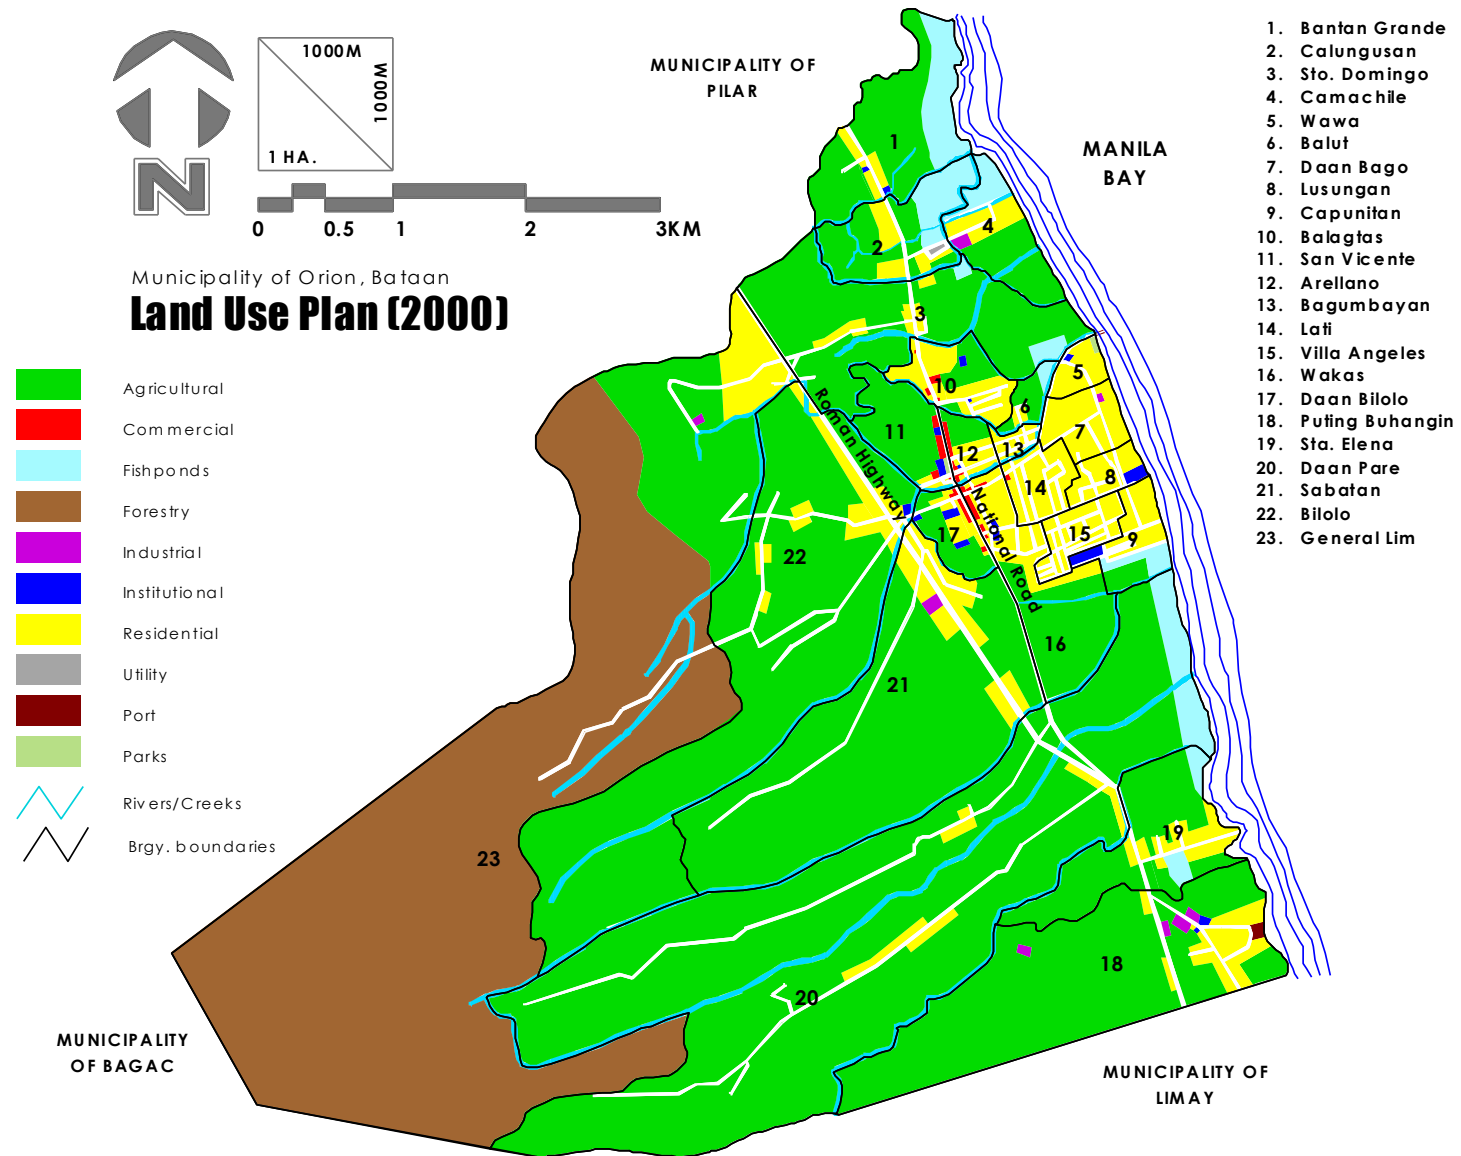 1000M
1000M
1 HA.
N
0 0.5 1 2 3KM
Municipality of Orion, Bataan
Land Use Plan (2000)
Agricultural
Commercial
Fishponds
Forestry
Industrial
Institutional
Residential
Utility
Port
Parks
Rivers/Creeks
Brgy. boundaries
MUNICIPALITY OF
PILAR
MANILA
BAY
1
2
4
3
5
10
6
7
11
12
13
8
14
17
15
9
22
16
21
19
23
18
20
Roman Highway
National Road
MUNICIPALITY
OF BAGAC
MUNICIPALITY OF
LIMAY
1. Bantan Grande
2. Calungusan
3. Sto. Domingo
4. Camachile
5. Wawa
6. Balut
7. Daan Bago
8. Lusungan
9. Capunitan
10. Balagtas
11. San Vicente
12. Arellano
13. Bagumbayan
14. Lati
15. Villa Angeles
16. Wakas
17. Daan Bilolo
18. Puting Buhangin
19. Sta. Elena
20. Daan Pare
21. Sabatan
22. Bilolo
23. General Lim